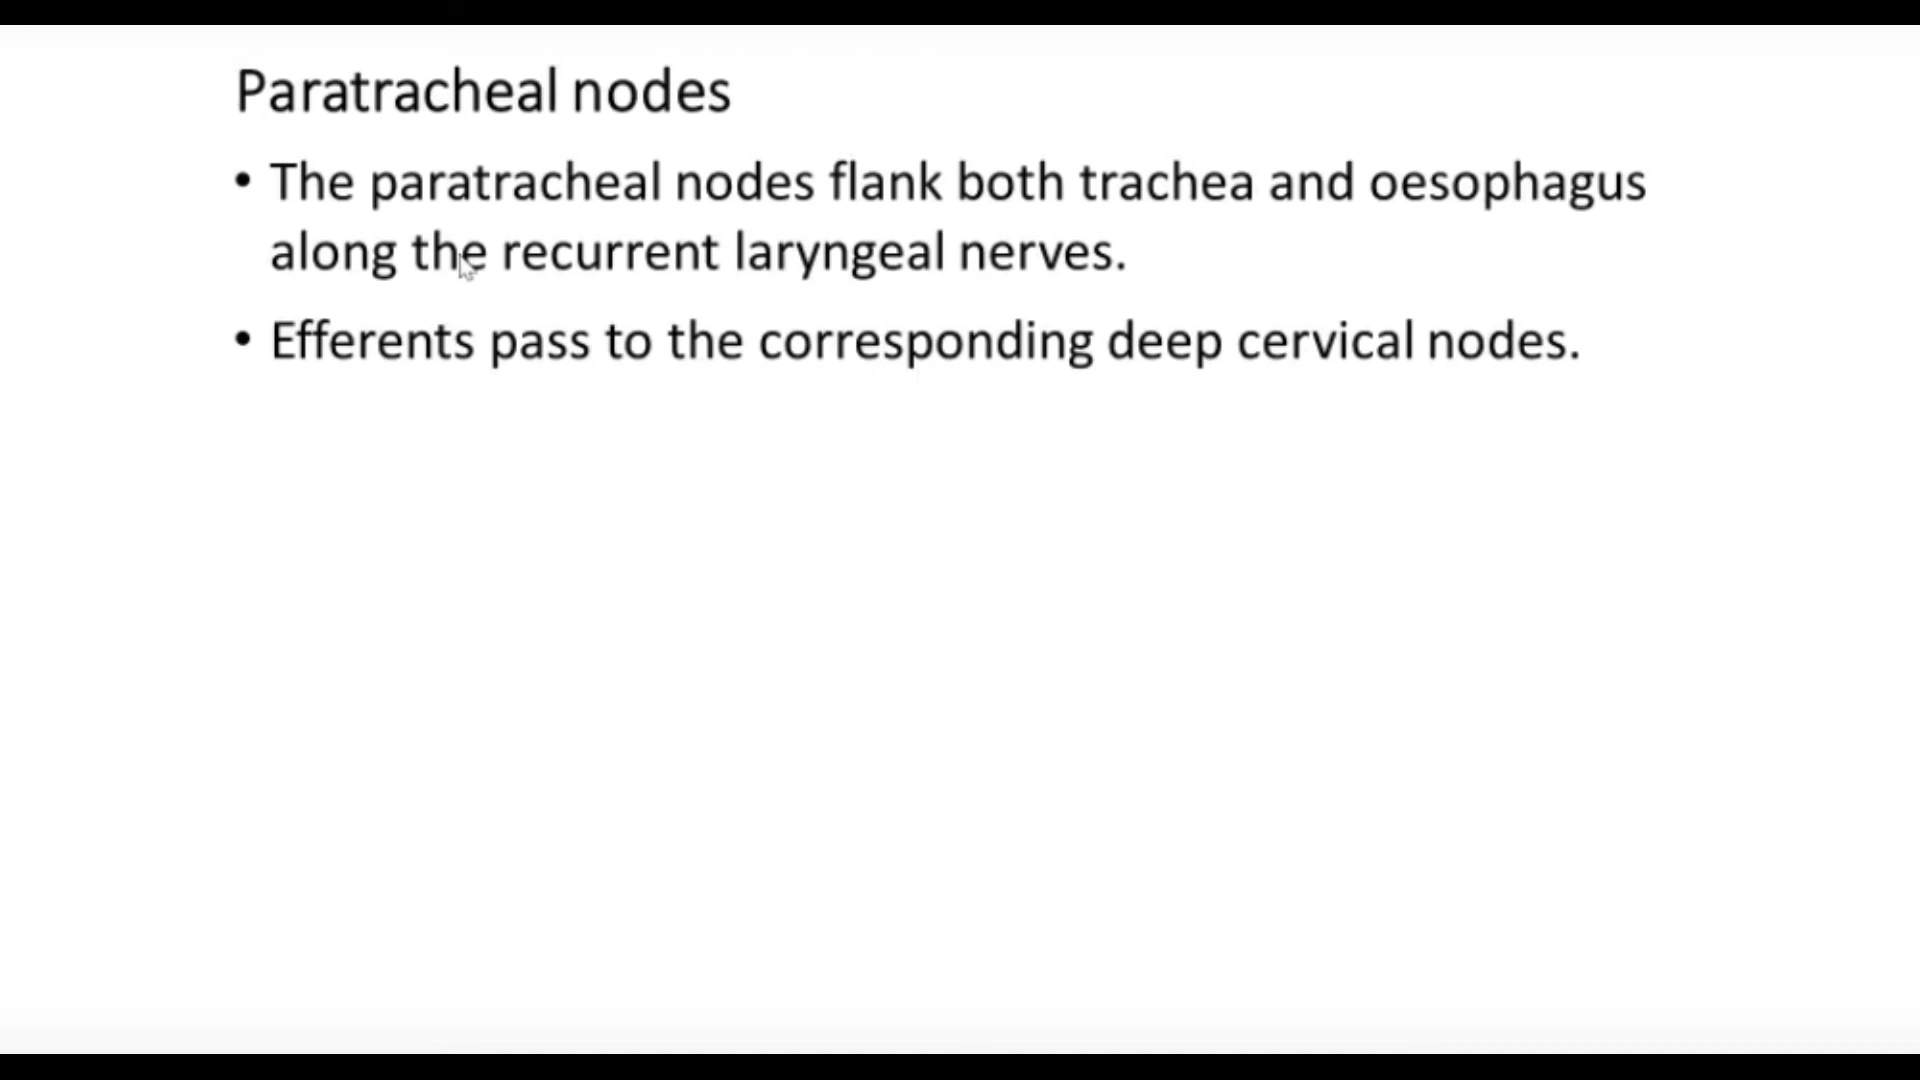 Paratracheal nodes
• The paratracheal nodes flank both trachea and oesophagus
along the recurrent laryngeal nerves.
• Efferents pass to the corresponding deep cervical nodes.